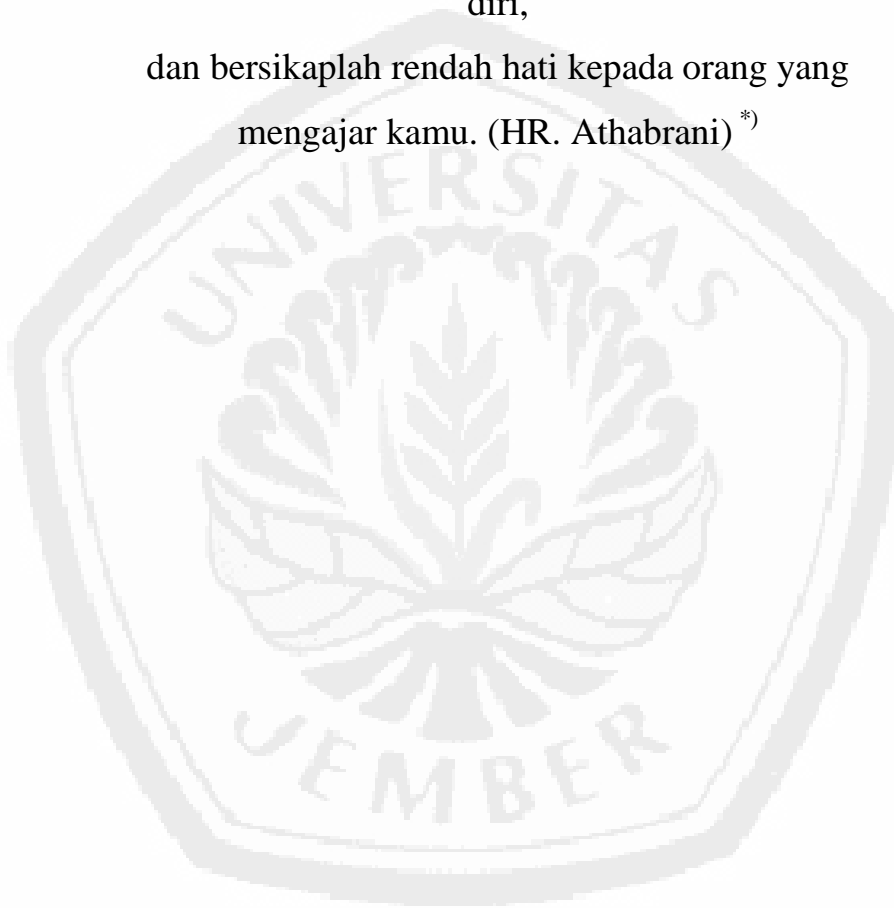 diri,
dan bersikaplah rendah hati kepada orang yang
mengajar kamu. (HR. Athabrani) *)
UNIVERSITAS
JEMBER